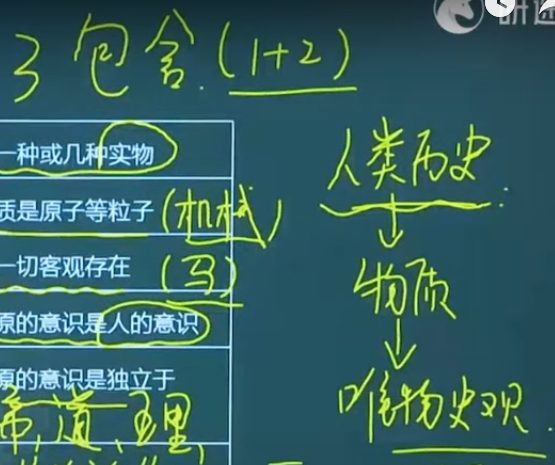 研途
3 包含.(1+2)
一种或几种实物
质是原子等粒子 (机械)
一切客观存在 (马)
原的意识是人的意识
原的意识是独立于
帝,道、理
人类历史
物质
唯物史观